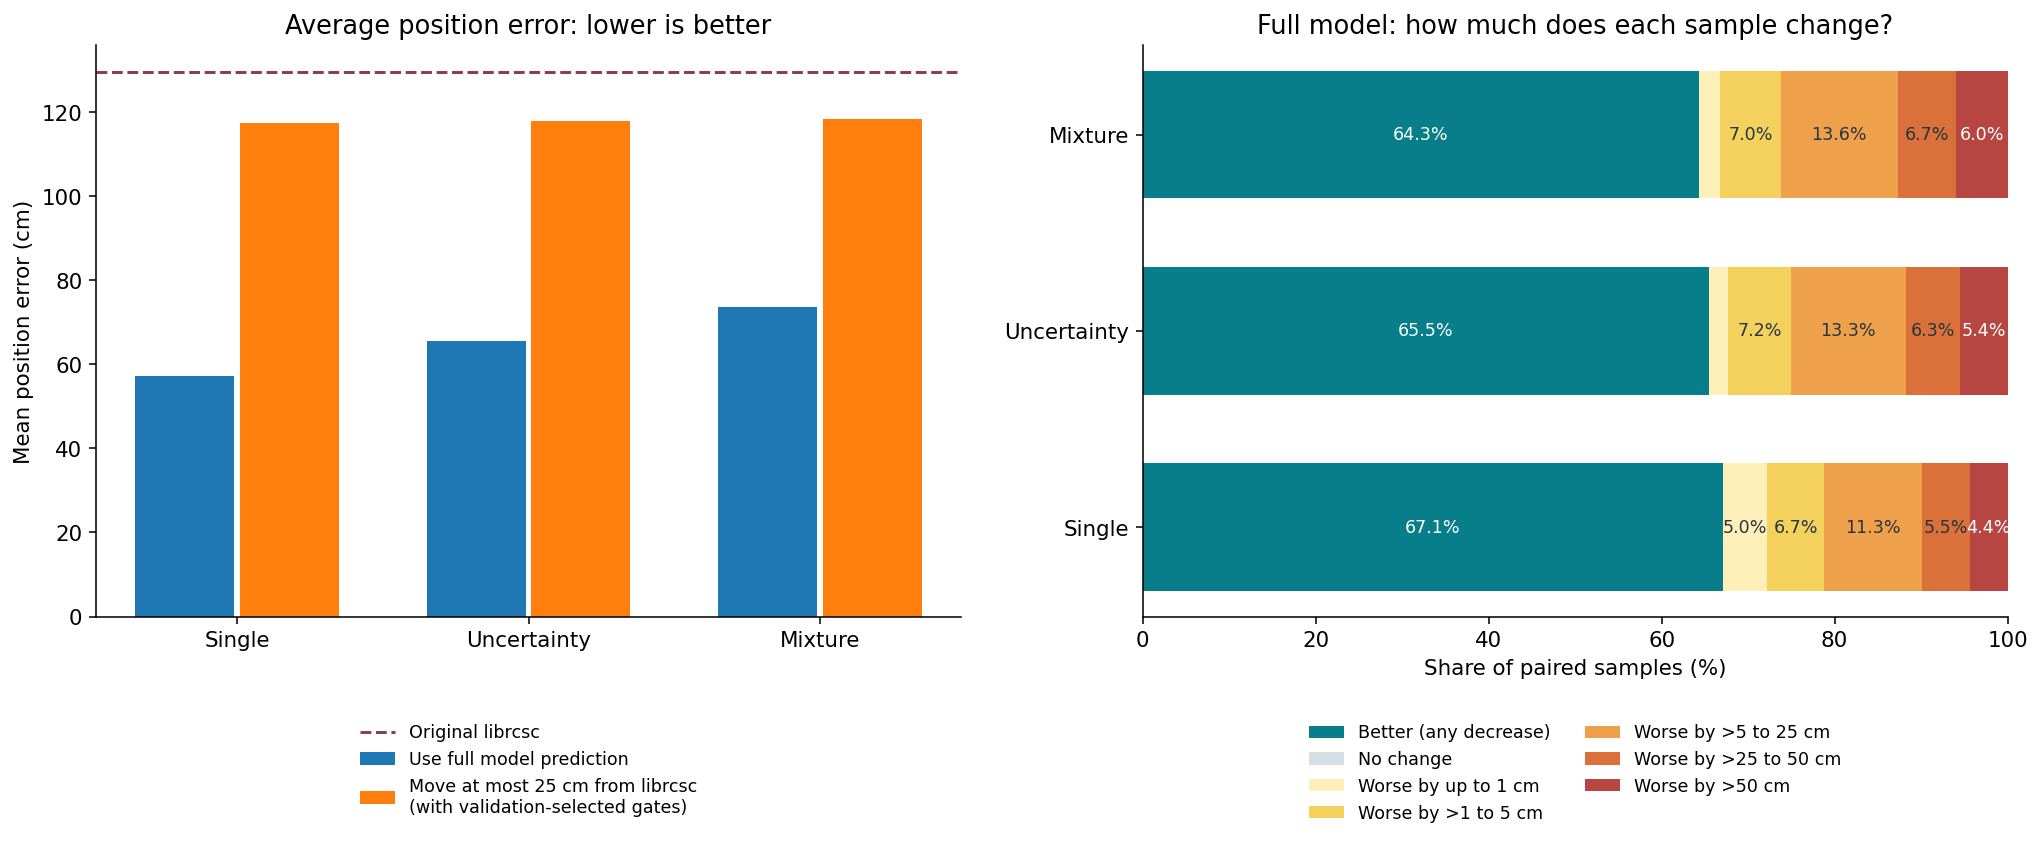 Average position error: lower is better
Mean position error (cm)
120
100
80
60
40
20
0
Single
Uncertainty
Mixture
Original librcsc
Use full model prediction
Move at most 25 cm from librcsc
(with validation-selected gates)
Full model: how much does each sample change?
Mixture
64.3%
7.0%
13.6%
6.7%
6.0%
Uncertainty
65.5%
7.2%
13.3%
6.3%
5.4%
Single
67.1%
5.0%
6.7%
11.3%
5.5%
4.4%
0
20
40
60
80
100
Share of paired samples (%)
Better (any decrease)
No change
Worse by up to 1 cm
Worse by >1 to 5 cm
Worse by >5 to 25 cm
Worse by >25 to 50 cm
Worse by >50 cm